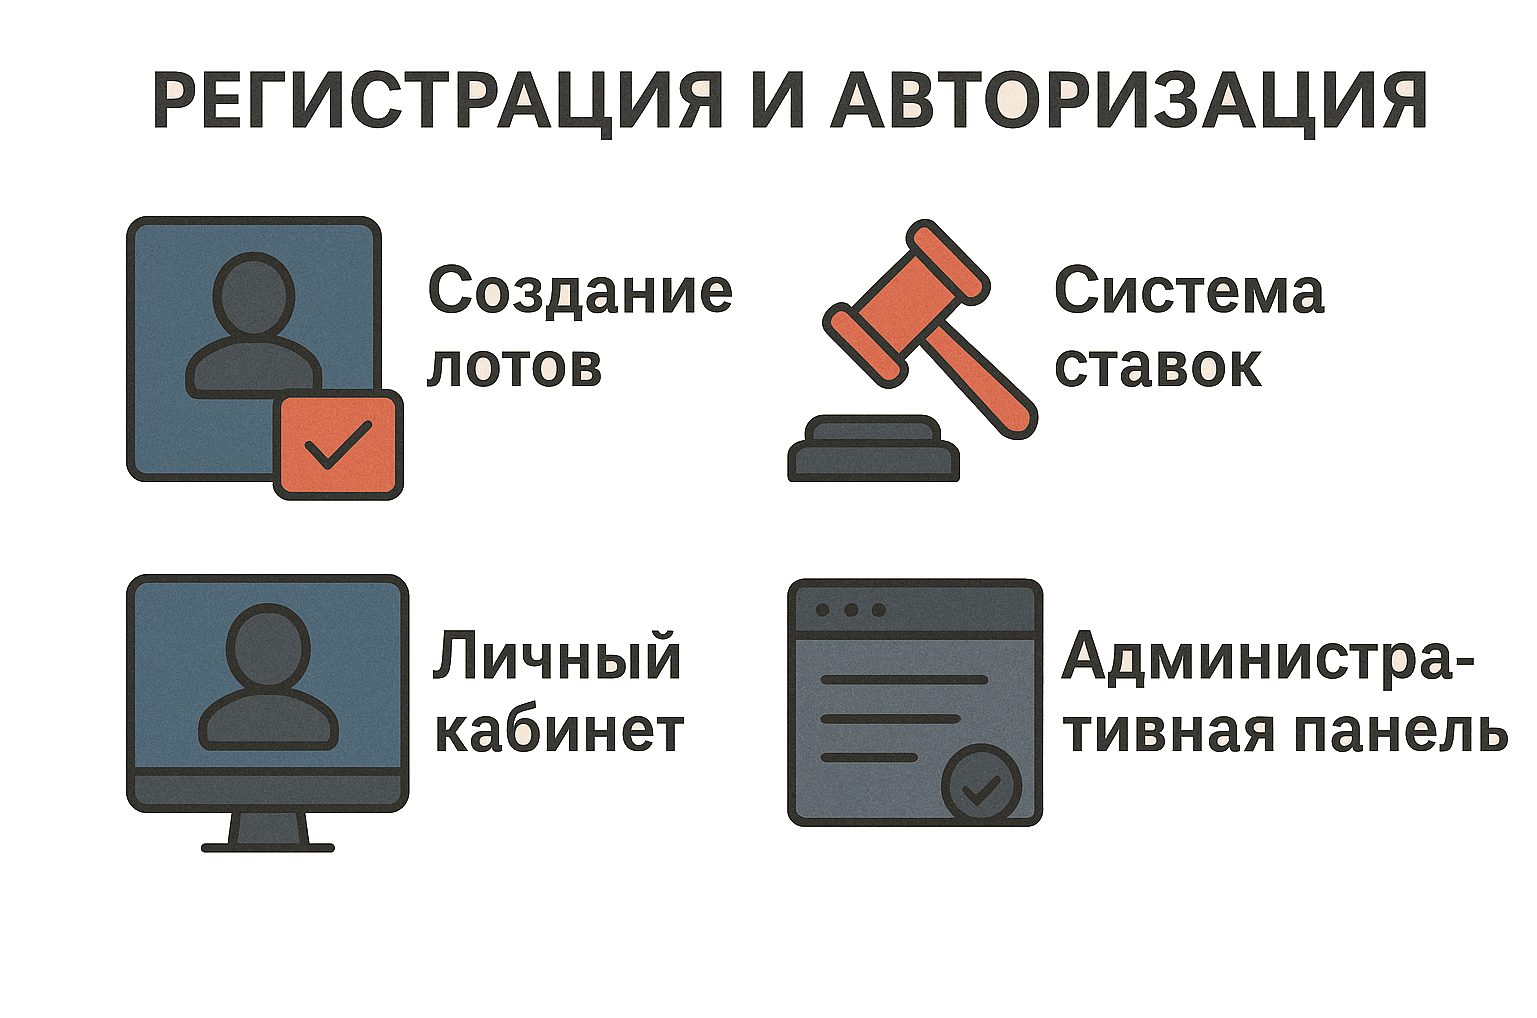 РЕГИСТРАЦИЯ И АВТОРИЗАЦИЯ
Создание
лотов
Система
ставок
Личный
кабинет
Администра-
тивная панель